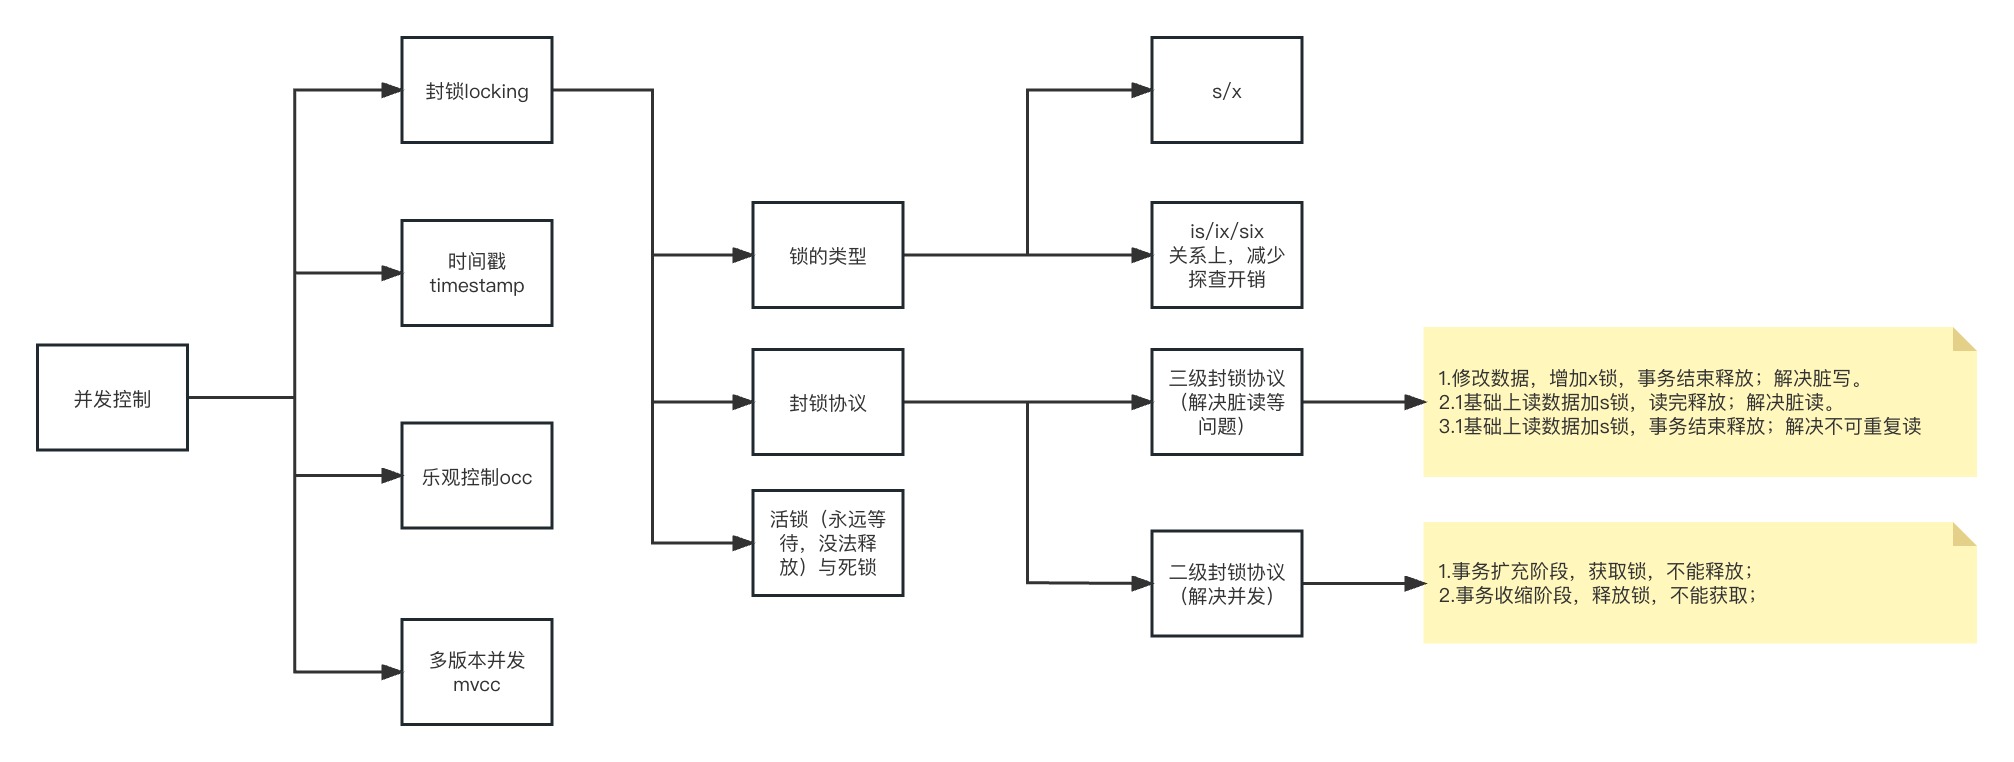 封锁locking
s/x
时间戳
timestamp
锁的类型
is/ix/six
关系上，减少
探查开销
并发控制
封锁协议
三级封锁协议
（解决脏读等
问题）
1.修改数据，增加x锁，事务结束释放；解决脏写。
2.1基础上读数据加s锁，读完释放；解决脏读。
3.1基础上读数据加s锁，事务结束释放；解决不可重复读
乐观控制occ
活锁（永远等
待，没法释
放）与死锁
二级封锁协议
（解决并发）
1.事务扩充阶段，获取锁，不能释放；
2.事务收缩阶段，释放锁，不能获取；
多版本并发
mvcc